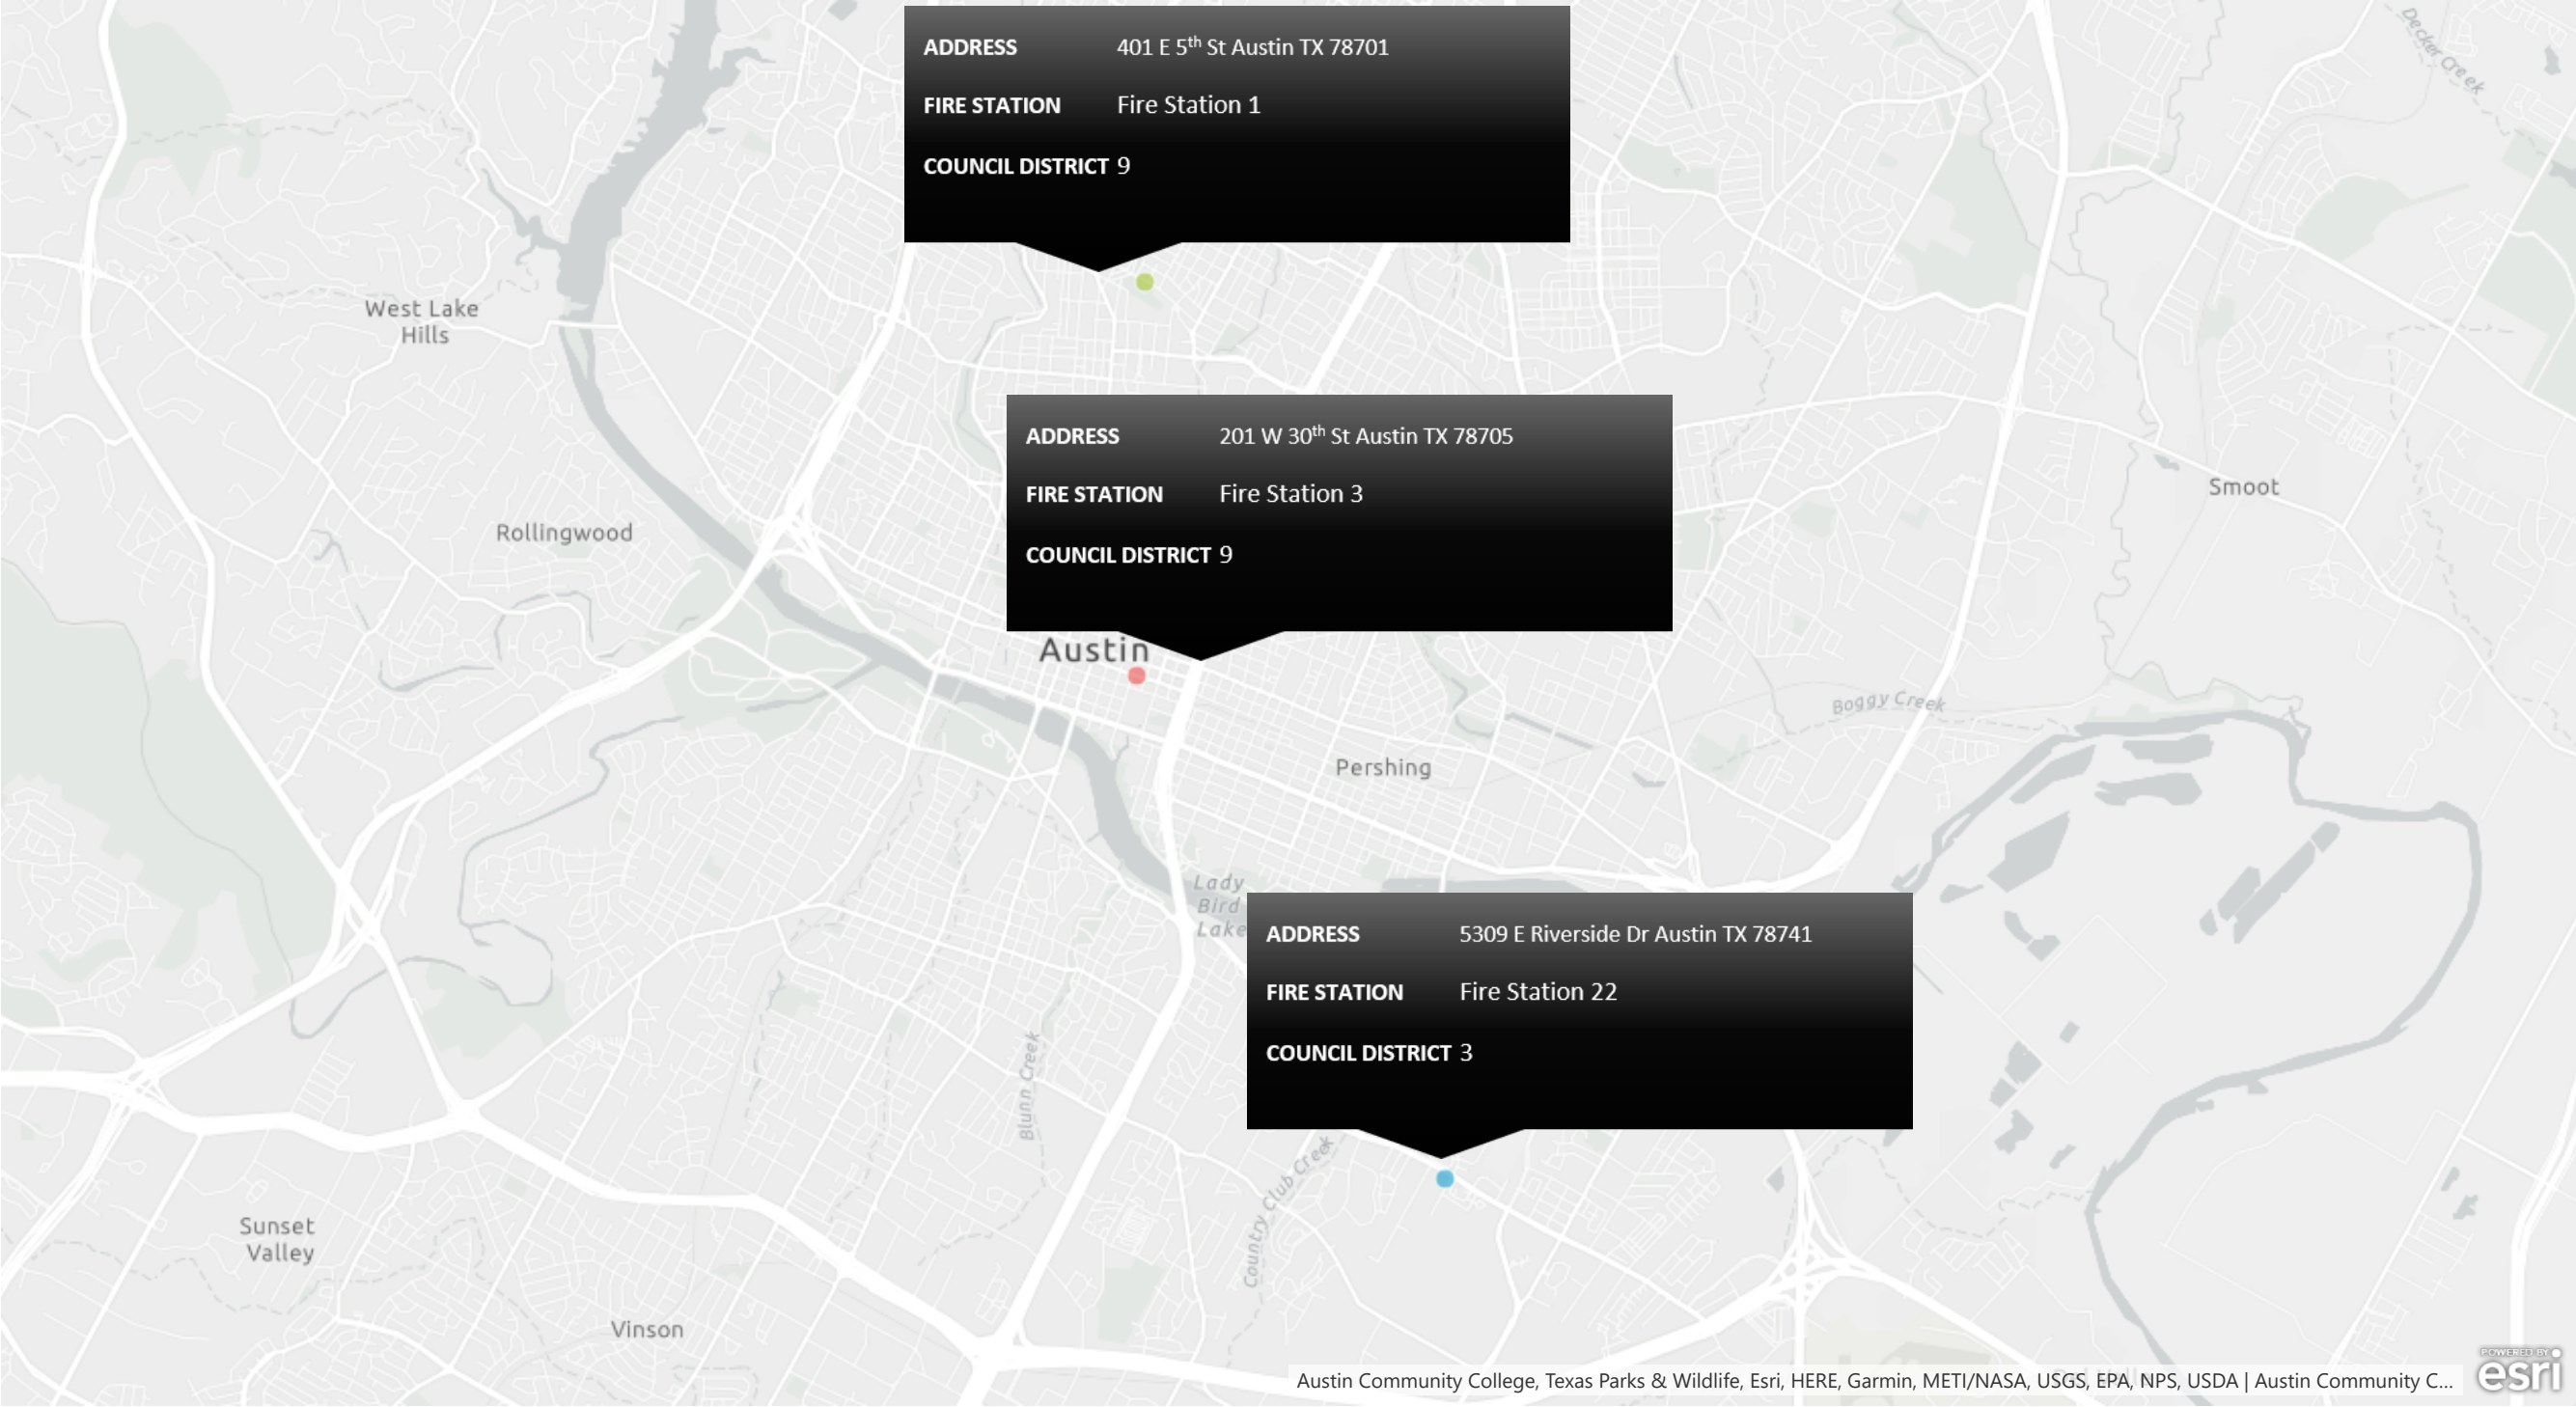 Decker Creek
ADDRESS 401 E 5th St Austin TX 78701
FIRE STATION Fire Station 1
COUNCIL DISTRICT 9
West Lake
Hills
ADDRESS 201 W 30th St Austin TX 78705
FIRE STATION Fire Station 3
COUNCIL DISTRICT 9
Smoot
Rollingwood
Austin
Boggy Creek
Pershing
Lady
Bird
Lake
ADDRESS 5309 E Riverside Dr Austin TX 78741
FIRE STATION Fire Station 22
COUNCIL DISTRICT 3
Blunn Creek
Country Club Creek
Sunset
Valley
Vinson
Austin Community College, Texas Parks & Wildlife, Esri, HERE, Garmin, METI/NASA, USGS, EPA, NPS, USDA | Austin Community C...
POWERED BY
esri